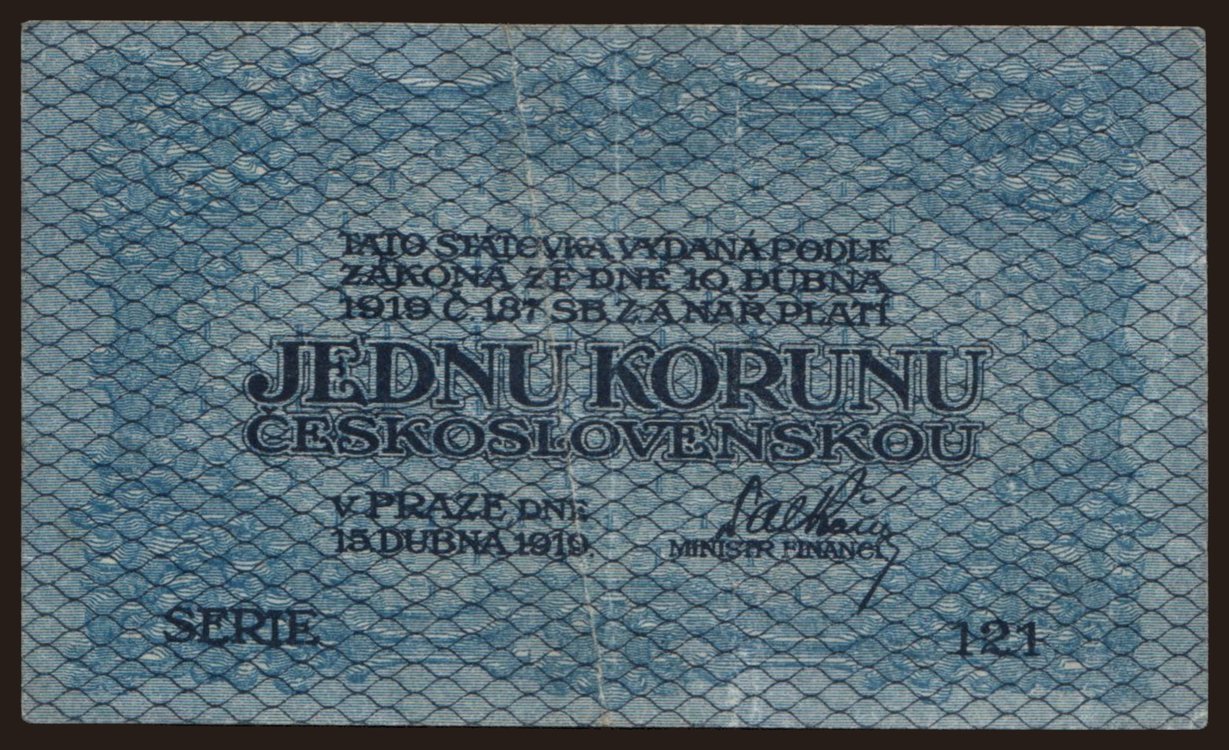 TATO STÁTOVKA VYDANÁ PODLE
ZÁKONA ZE DNE 10. DUBNA
1919 Č. 187 SB. Z. A NAŘ. PLATÍ
JEDNU KORUNU
ČESKOSLOVENSKOU
V PRAZE, DNE
15. DUBNA 1919.
MINISTR FINANCÍ
SERIE 121